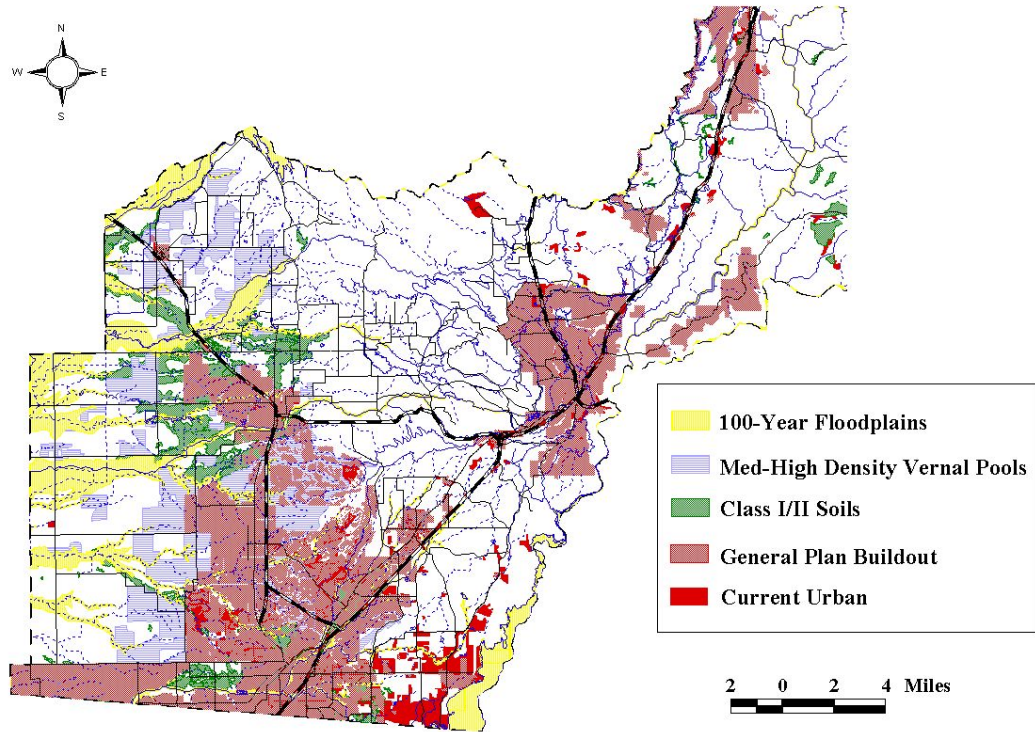 N
W E
S
100-Year Floodplains
Med-High Density Vernal Pools
Class I/II Soils
General Plan Buildout
Current Urban
2 0 2 4 Miles